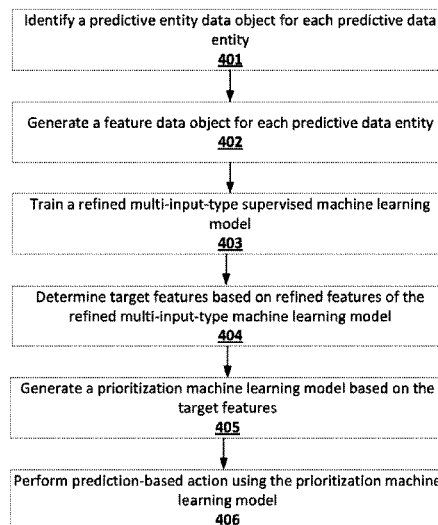 Identify a predictive entity data object for each predictive data
entity
401
Generate a feature data object for each predictive data entity
402
Train a refined multi-input-type supervised machine learning
model
403
Determine target features based on refined features of the
refined multi-input-type machine learning model
404
Generate a prioritization machine learning model based on the
target features
405
Perform prediction-based action using the prioritization machine
learning model
406